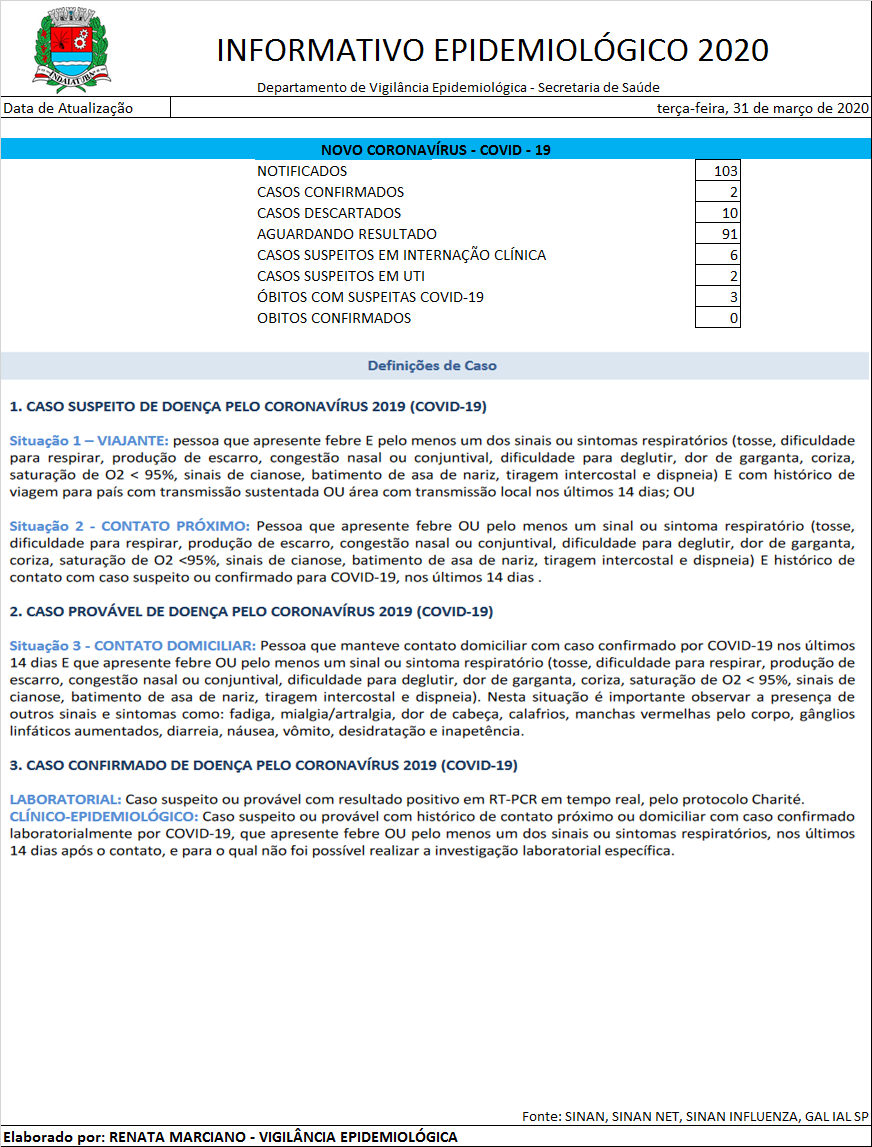 INDAIATUBA
INFORMATIVO EPIDEMIOLÓGICO 2020
Departamento de Vigilância Epidemiológica - Secretaria de Saúde
Data de Atualização terça-feira, 31 de março de 2020
NOVO CORONAVÍRUS - COVID - 19
NOTIFICADOS 103
CASOS CONFIRMADOS 2
CASOS DESCARTADOS 10
AGUARDANDO RESULTADO 91
CASOS SUSPEITOS EM INTERNAÇÃO CLÍNICA 6
CASOS SUSPEITOS EM UTI 2
ÓBITOS COM SUSPEITAS COVID-19 3
OBITOS CONFIRMADOS 0
Definições de Caso
1. CASO SUSPEITO DE DOENÇA PELO CORONAVÍRUS 2019 (COVID-19)
Situação 1 – VIAJANTE: pessoa que apresente febre E pelo menos um dos sinais ou sintomas respiratórios (tosse, dificuldade
para respirar, produção de escarro, congestão nasal ou conjuntival, dificuldade para deglutir, dor de garganta, coriza,
saturação de O2 < 95%, sinais de cianose, batimento de asa de nariz, tiragem intercostal e dispneia) E com histórico de
viagem para país com transmissão sustentada OU área com transmissão local nos últimos 14 dias; OU
Situação 2 - CONTATO PRÓXIMO: Pessoa que apresente febre OU pelo menos um sinal ou sintoma respiratório (tosse,
dificuldade para respirar, produção de escarro, congestão nasal ou conjuntival, dificuldade para deglutir, dor de garganta,
coriza, saturação de O2 <95%, sinais de cianose, batimento de asa de nariz, tiragem intercostal e dispneia) E histórico de
contato com caso suspeito ou confirmado para COVID-19, nos últimos 14 dias .
2. CASO PROVÁVEL DE DOENÇA PELO CORONAVÍRUS 2019 (COVID-19)
Situação 3 - CONTATO DOMICILIAR: Pessoa que manteve contato domiciliar com caso confirmado por COVID-19 nos últimos
14 dias E que apresente febre OU pelo menos um sinal ou sintoma respiratório (tosse, dificuldade para respirar, produção de
escarro, congestão nasal ou conjuntival, dificuldade para deglutir, dor de garganta, coriza, saturação de O2 < 95%, sinais de
cianose, batimento de asa de nariz, tiragem intercostal e dispneia). Nesta situação é importante observar a presença de
outros sinais e sintomas como: fadiga, mialgia/artralgia, dor de cabeça, calafrios, manchas vermelhas pelo corpo, gânglios
linfáticos aumentados, diarreia, náusea, vômito, desidratação e inapetência.
3. CASO CONFIRMADO DE DOENÇA PELO CORONAVÍRUS 2019 (COVID-19)
LABORATORIAL: Caso suspeito ou provável com resultado positivo em RT-PCR em tempo real, pelo protocolo Charité.
CLÍNICO-EPIDEMIOLÓGICO: Caso suspeito ou provável com histórico de contato próximo ou domiciliar com caso confirmado
laboratorialmente por COVID-19, que apresente febre OU pelo menos um dos sinais ou sintomas respiratórios, nos últimos
14 dias após o contato, e para o qual não foi possível realizar a investigação laboratorial específica.
Fonte: SINAN, SINAN NET, SINAN INFLUENZA, GAL IAL SP
Elaborado por: RENATA MARCIANO - VIGILÂNCIA EPIDEMIOLÓGICA